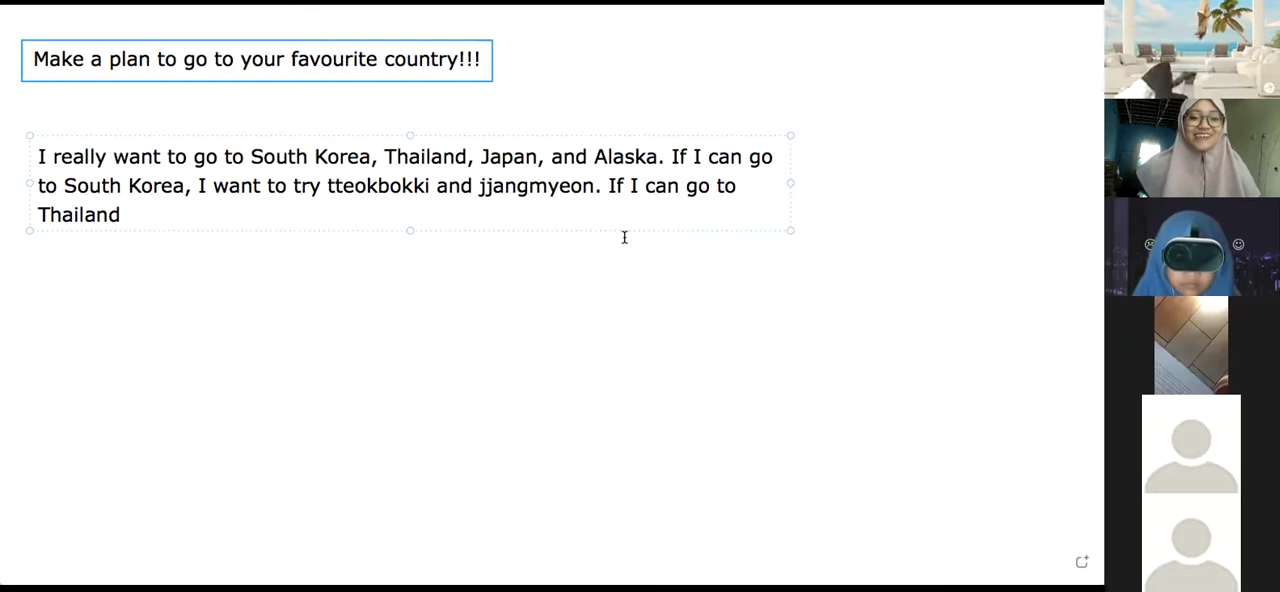 Make a plan to go to your favourite country!!!
I really want to go to South Korea, Thailand, Japan, and Alaska. If I can go
to South Korea, I want to try tteokbokki and jjangmyeon. If I can go to
Thailand